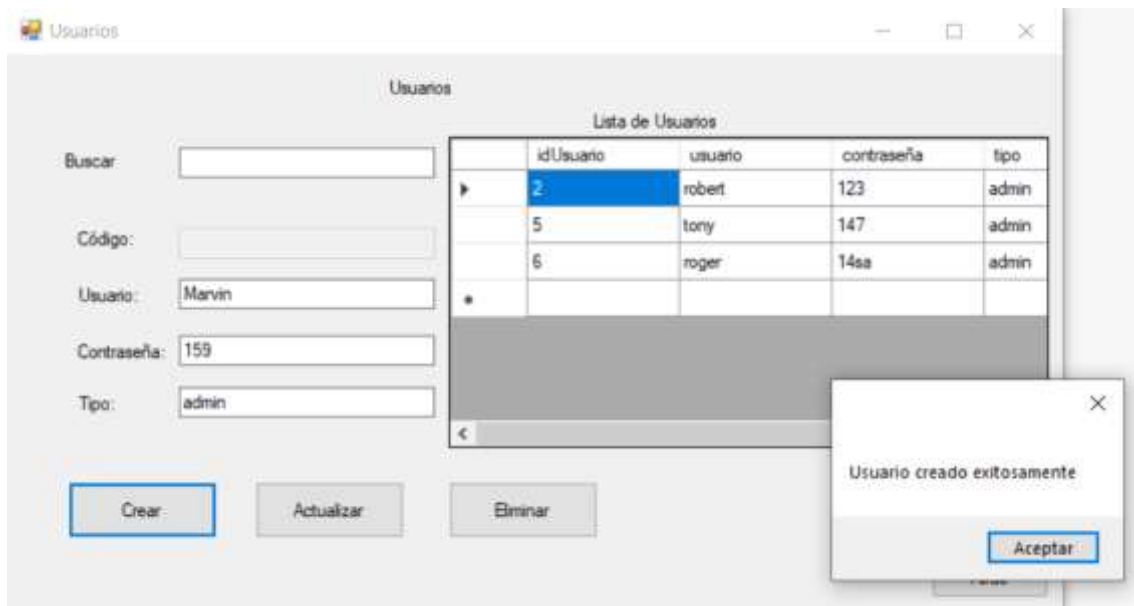 Usuarios
Usuarios
Lista de Usuarios
Buscar
idUsuario usuario contraseña tipo
2 robert 123 admin
5 tony 147 admin
6 roger 14sa admin
Código:
Usuario: Marvin
Contraseña: 159
Tipo: admin
Crear Actualizar Eliminar
Usuario creado exitosamente
Aceptar